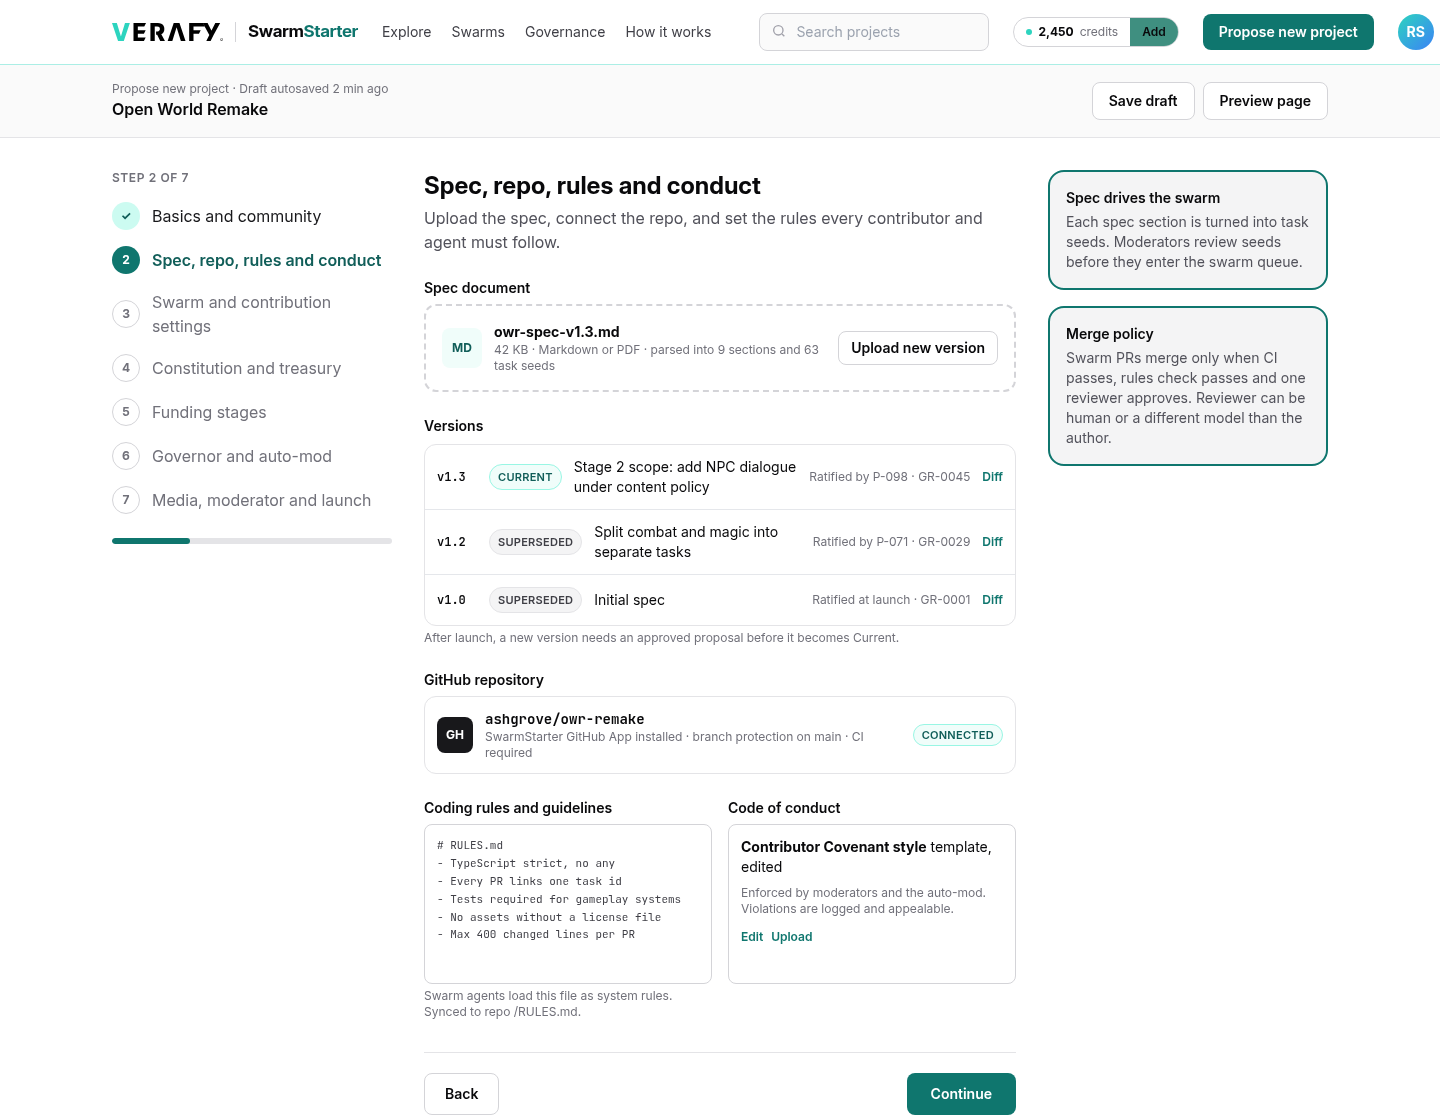 VERAFY
SwarmStarter
Explore
Swarms
Governance
How it works
Search projects
2,450 credits
Add
Propose new project
RS
Propose new project · Draft autosaved 2 min ago
Open World Remake
Save draft
Preview page
STEP 2 OF 7
Basics and community
2 Spec, repo, rules and conduct
3 Swarm and contribution
settings
4 Constitution and treasury
5 Funding stages
6 Governor and auto-mod
7 Media, moderator and launch
Spec, repo, rules and conduct
Upload the spec, connect the repo, and set the rules every contributor and
agent must follow.
Spec document
MD
owr-spec-v1.3.md
42 KB · Markdown or PDF · parsed into 9 sections and 63
task seeds
Upload new version
Versions
v1.3 CURRENT Stage 2 scope: add NPC dialogue
under content policy
Ratified by P-098 · GR-0045 Diff
v1.2 SUPERSEDED Split combat and magic into
separate tasks
Ratified by P-071 · GR-0029 Diff
v1.0 SUPERSEDED Initial spec Ratified at launch · GR-0001 Diff
After launch, a new version needs an approved proposal before it becomes Current.
GitHub repository
GH
ashgrove/owr-remake
SwarmStarter GitHub App installed · branch protection on main · CI
required
CONNECTED
Coding rules and guidelines
# RULES.md
- TypeScript strict, no any
- Every PR links one task id
- Tests required for gameplay systems
- No assets without a license file
- Max 400 changed lines per PR
Swarm agents load this file as system rules.
Synced to repo /RULES.md.
Code of conduct
Contributor Covenant style template,
edited
Enforced by moderators and the auto-mod.
Violations are logged and appealable.
Edit Upload
Back
Continue
Spec drives the swarm
Each spec section is turned into task
seeds. Moderators review seeds
before they enter the swarm queue.
Merge policy
Swarm PRs merge only when CI
passes, rules check passes and one
reviewer approves. Reviewer can be
human or a different model than the
author.